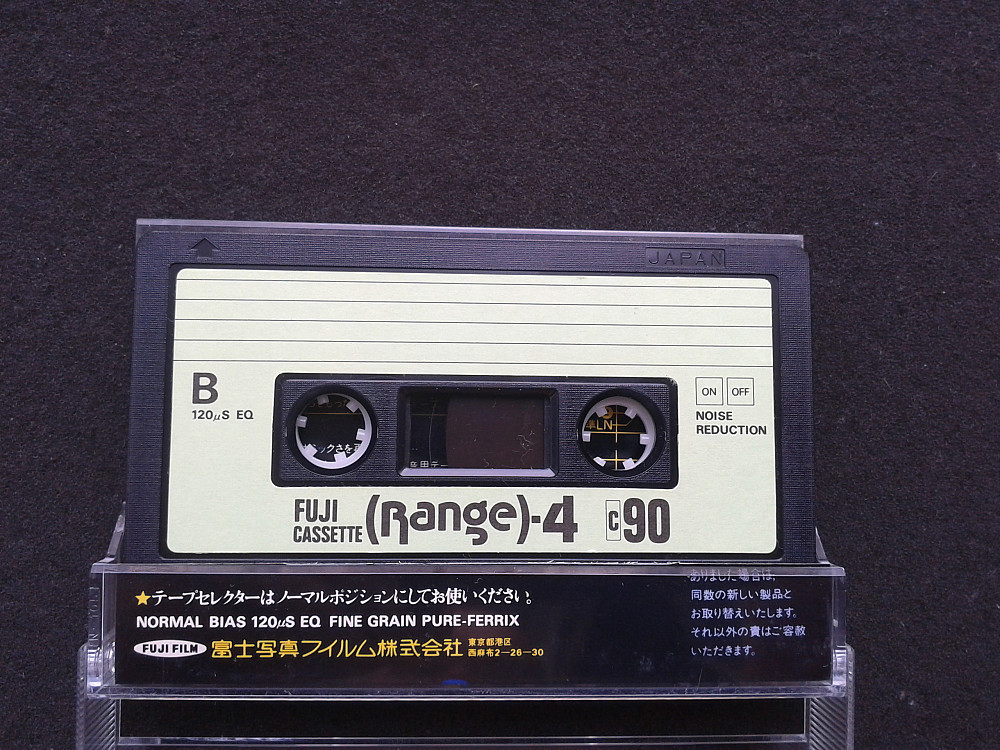 JAPAN
B
120μS EQ
ON OFF
NOISE
REDUCTION
LN
FUJI
CASSETTE
(Range)-4
C90
★テープセレクターはノーマルポジションにしてお使いください。
NORMAL BIAS 120μS EQ FINE GRAIN PURE-FERRIX
FUJI FILM 富士写真フイルム株式会社
東京都港区
西麻布2—26—30
ありました場合は、
同数の新しい製品と
お取り替えいたします。
それ以外の責はご容赦
いただきます。